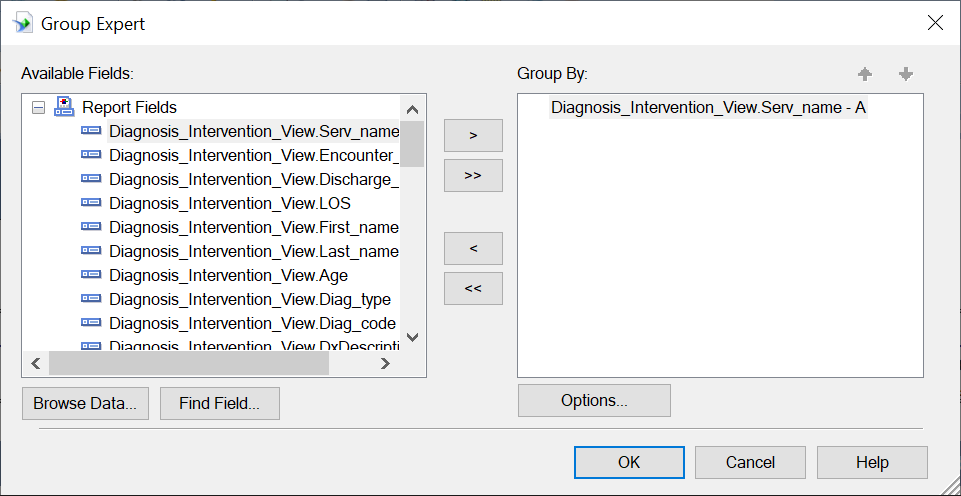 Group Expert
Available Fields:
Group By:
Report Fields
Diagnosis_Intervention_View.Serv_name
Diagnosis_Intervention_View.Encounter_
Diagnosis_Intervention_View.Discharge_
Diagnosis_Intervention_View.LOS
Diagnosis_Intervention_View.First_name
Diagnosis_Intervention_View.Last_name
Diagnosis_Intervention_View.Age
Diagnosis_Intervention_View.Diag_type
Diagnosis_Intervention_View.Diag_code
Diagnosis_Intervention_View.DxDescripti
>
>>
<
<<
Diagnosis_Intervention_View.Serv_name - A
Browse Data...
Find Field...
Options...
OK
Cancel
Help